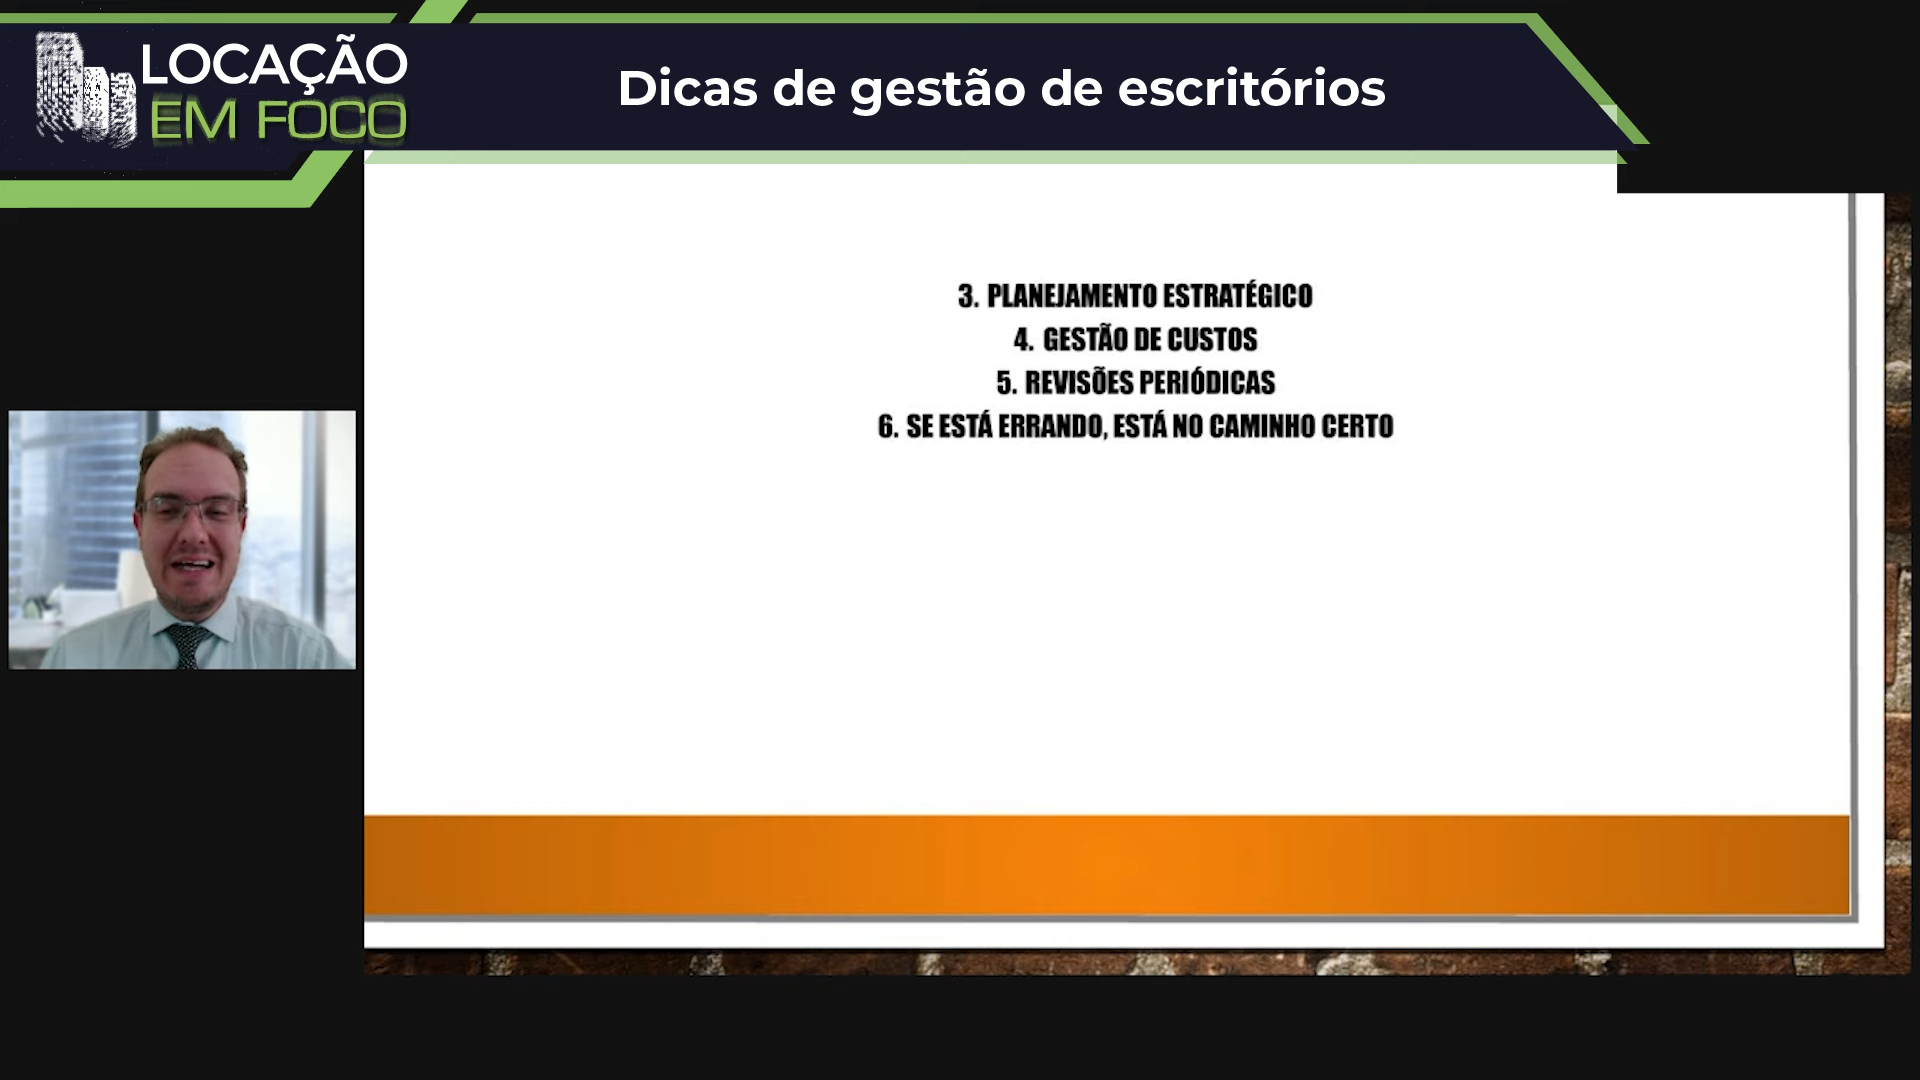 LOCAÇÃO
EM FOCO
Dicas de gestão de escritórios
3. PLANEJAMENTO ESTRATÉGICO
4. GESTÃO DE CUSTOS
5. REVISÕES PERIÓDICAS
6. SE ESTÁ ERRANDO, ESTÁ NO CAMINHO CERTO